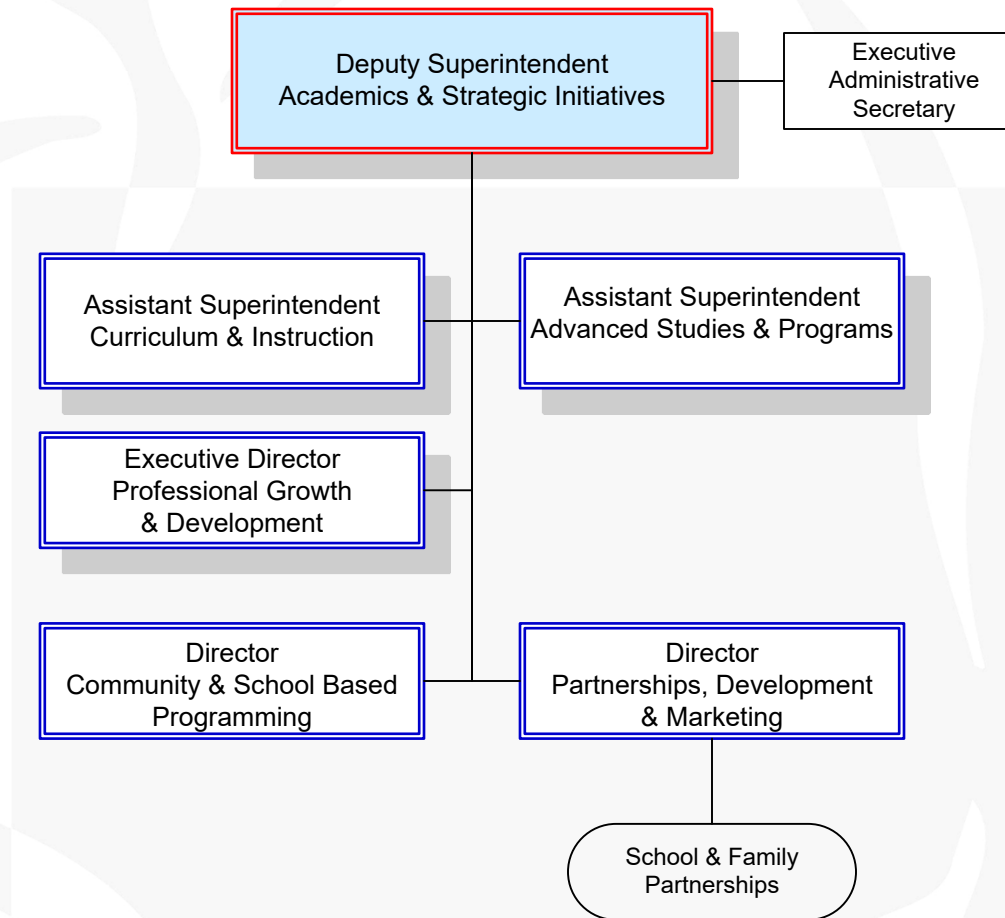 Deputy Superintendent
Academics & Strategic Initiatives
Executive
Administrative
Secretary
Assistant Superintendent
Curriculum & Instruction
Assistant Superintendent
Advanced Studies & Programs
Executive Director
Professional Growth
& Development
Director
Community & School Based
Programming
Director
Partnerships, Development
& Marketing
School & Family
Partnerships